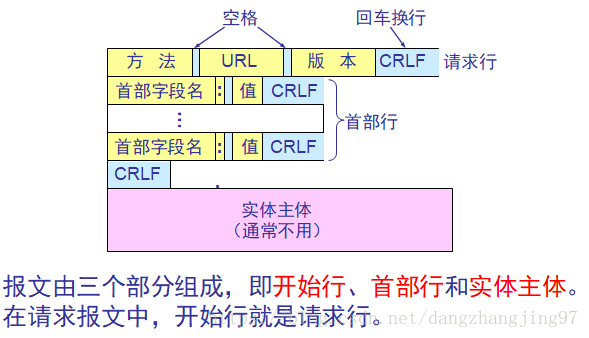 空格 回车换行
方 法 URL 版 本 CRLF 请求行
首部字段名 : 值 CRLF
⋮ 首部行
首部字段名 : 值 CRLF
CRLF
实体主体
（通常不用）
报文由三个部分组成，即开始行、首部行和实体主体。
在请求报文中，开始行就是请求行。
net/dangzhangjing97